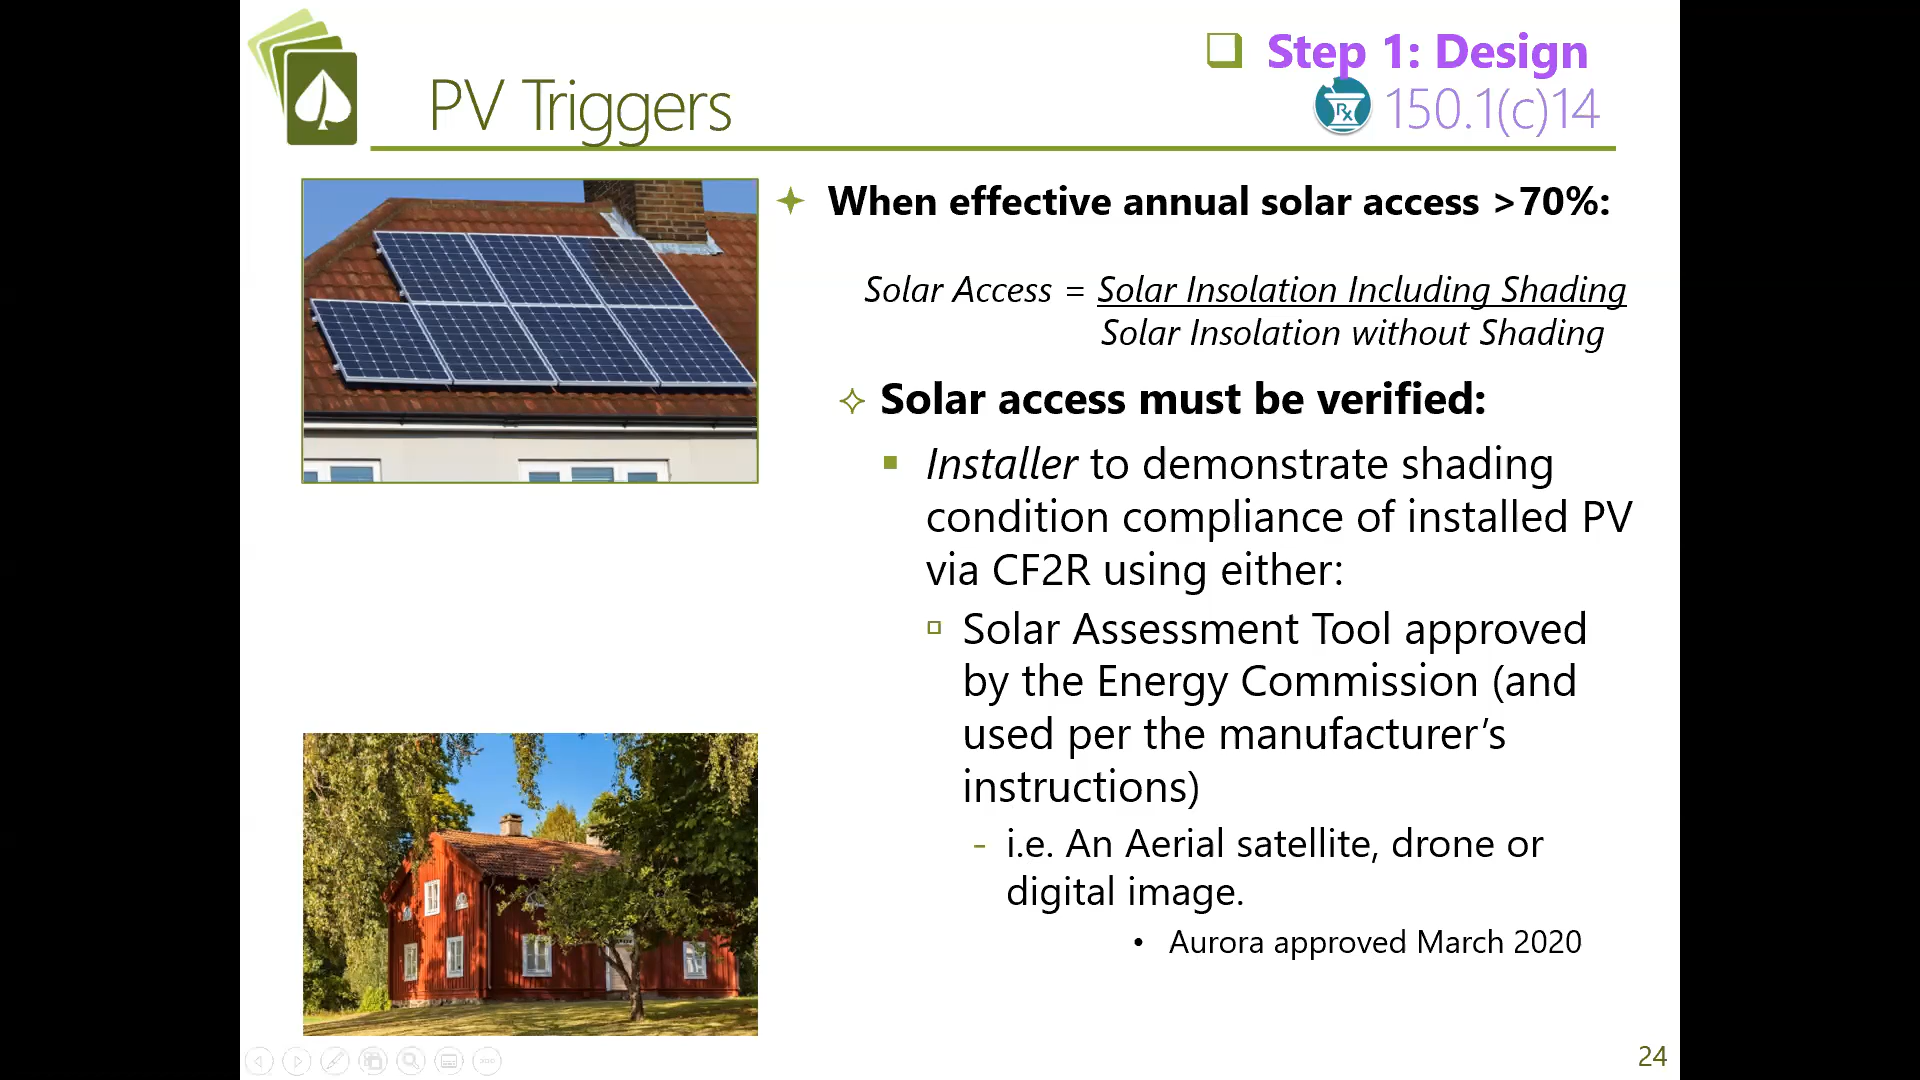 Step 1: Design
PV Triggers
Rx
150.1(c)14
When effective annual solar access >70%:
Solar Access = Solar Insolation Including Shading
Solar Insolation without Shading
Solar access must be verified:
Installer to demonstrate shading
condition compliance of installed PV
via CF2R using either:
Solar Assessment Tool approved
by the Energy Commission (and
used per the manufacturer’s
instructions)
- i.e. An Aerial satellite, drone or
digital image.
• Aurora approved March 2020
24